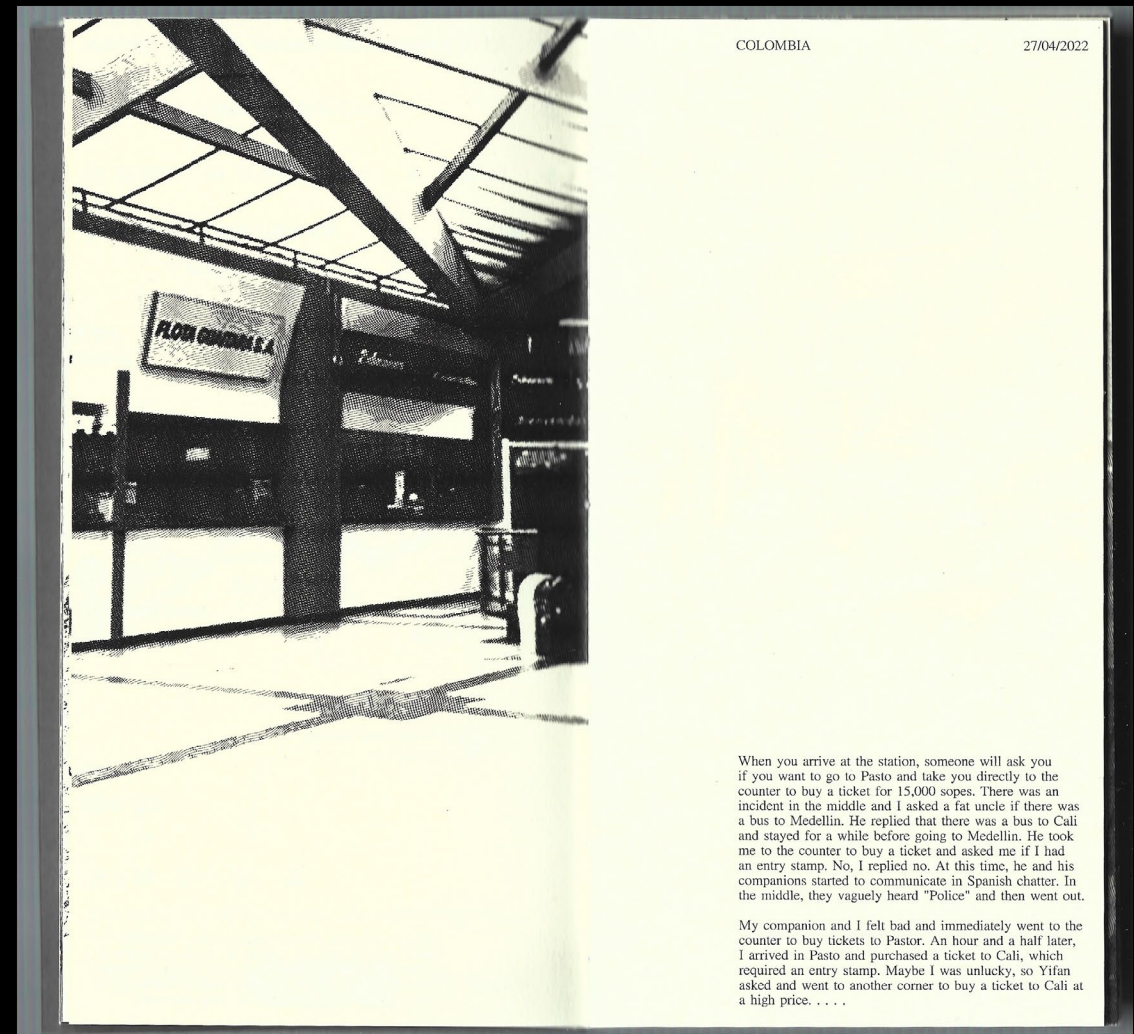 COLOMBIA
27/04/2022
FLOTA S.A.
When you arrive at the station, someone will ask you
if you want to go to Pasto and take you directly to the
counter to buy a ticket for 15,000 sopes. There was an
incident in the middle and I asked a fat uncle if there was
a bus to Medellin. He replied that there was a bus to Cali
and stayed for a while before going to Medellin. He took
me to the counter to buy a ticket and asked me if I had
an entry stamp. No, I replied no. At this time, he and his
companions started to communicate in Spanish chatter. In
the middle, they vaguely heard "Police" and then went out.
My companion and I felt bad and immediately went to the
counter to buy tickets to Pastor. An hour and a half later,
I arrived in Pasto and purchased a ticket to Cali, which
required an entry stamp. Maybe I was unlucky, so Yifan
asked and went to another corner to buy a ticket to Cali at
a high price. . . . .